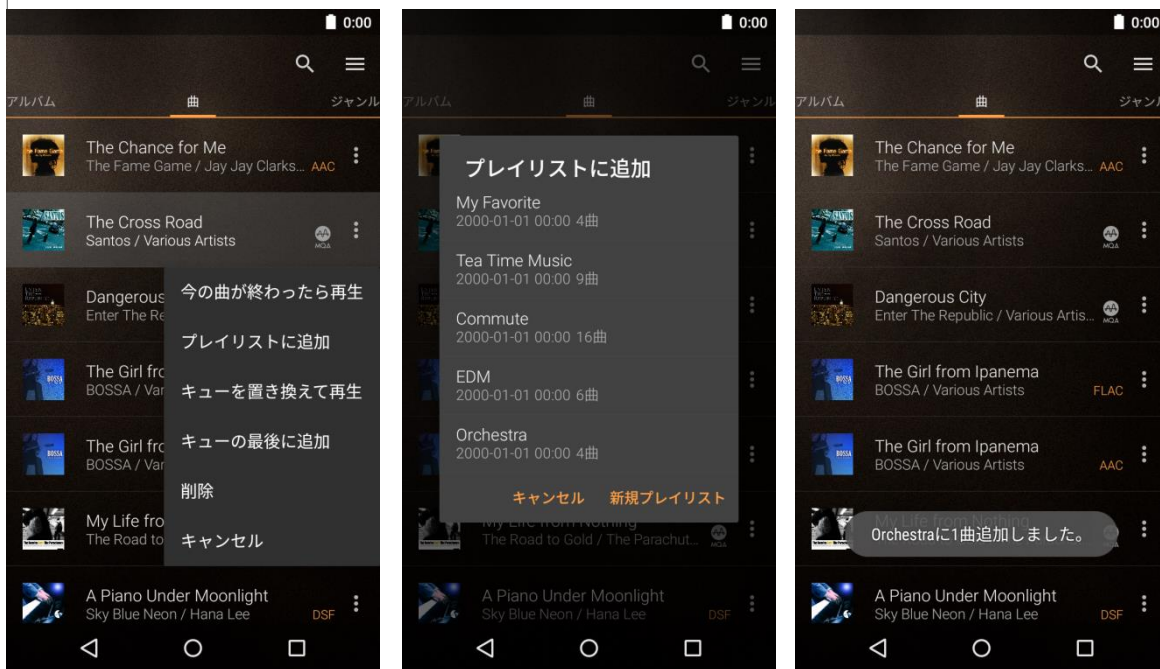 0:00
アルバム
曲
ジャンル
The Chance for Me
The Fame Game / Jay Jay Clarks... AAC
The Cross Road
Santos / Various Artists
MQA
Dangerous
Enter The Re
The Girl fro
BOSSA / Var
The Girl fro
BOSSA / Var
My Life fro
The Road to
今の曲が終わったら再生
プレイリストに追加
キューを置き換えて再生
キューの最後に追加
削除
キャンセル
A Piano Under Moonlight
Sky Blue Neon / Hana Lee DSF
0:00
アルバム
曲
ジャンル
プレイリストに追加
My Favorite
2000-01-01 00:00 4曲
Tea Time Music
2000-01-01 00:00 9曲
Commute
2000-01-01 00:00 16曲
EDM
2000-01-01 00:00 6曲
Orchestra
2000-01-01 00:00 4曲
キャンセル 新規プレイリスト
My Life from Nothing
The Road to Gold / The Parachut... MQA
A Piano Under Moonlight
Sky Blue Neon / Hana Lee DSF
0:00
アルバム
曲
ジャンル
The Chance for Me
The Fame Game / Jay Jay Clarks... AAC
The Cross Road
Santos / Various Artists
MQA
Dangerous City
Enter The Republic / Various Artis... MQA
The Girl from Ipanema
BOSSA / Various Artists FLAC
The Girl from Ipanema
BOSSA / Various Artists AAC
My Life from Nothing
Orchestraに1曲追加しました。
A Piano Under Moonlight
Sky Blue Neon / Hana Lee DSF